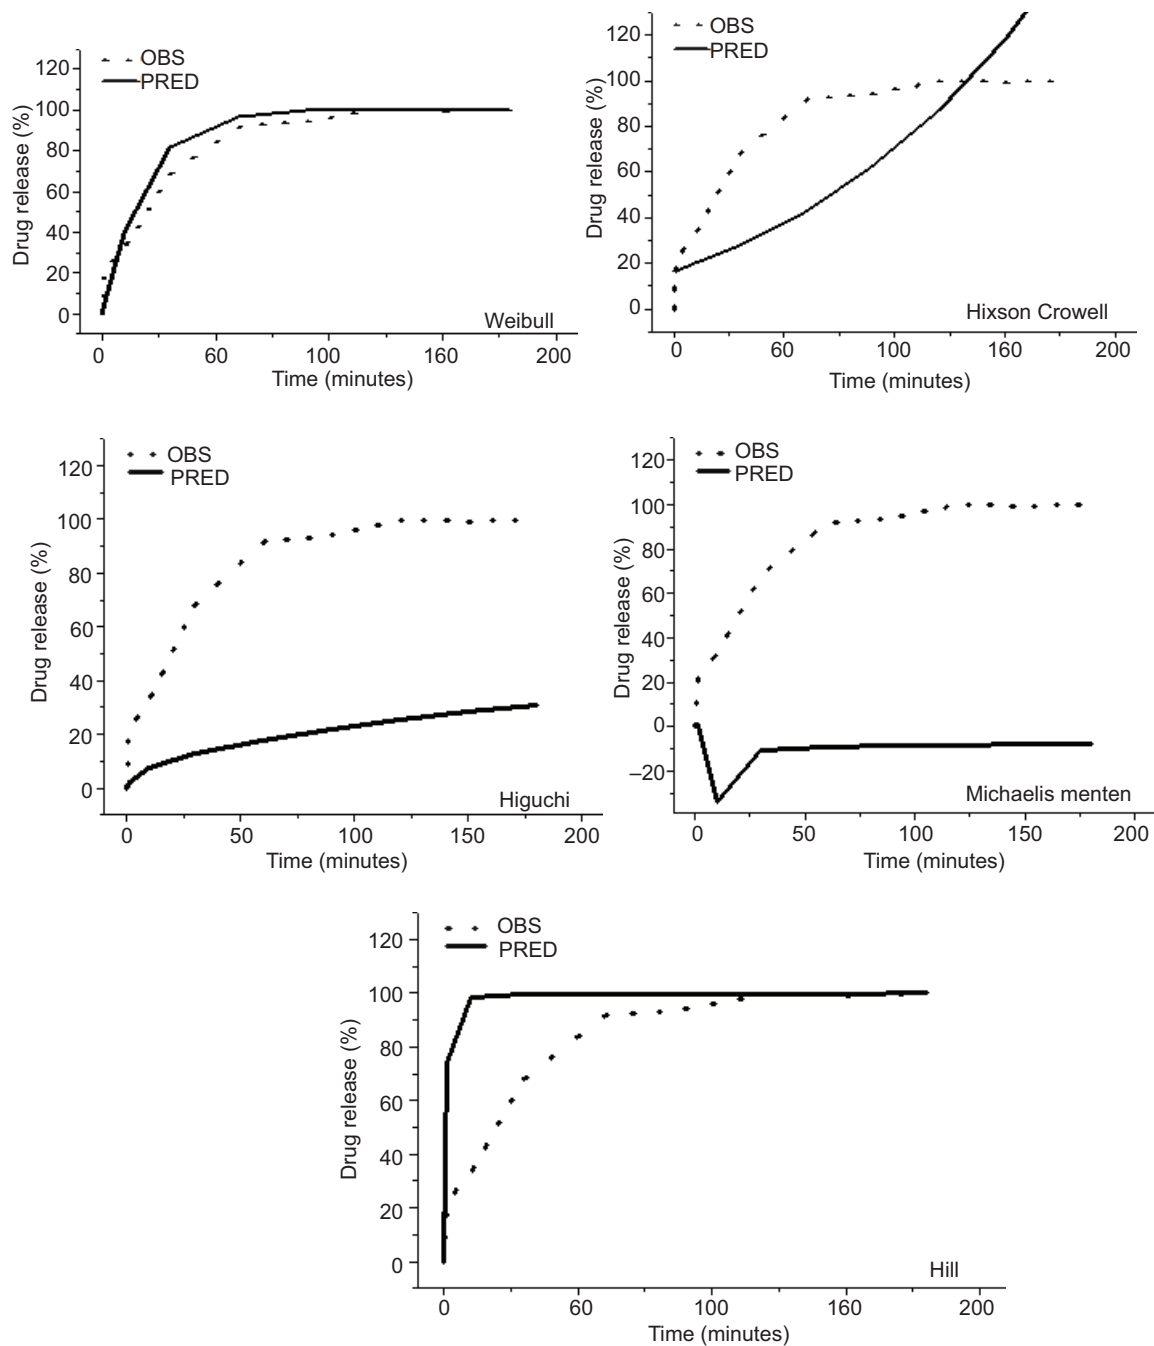 OBS
PRED
Drug release (%)
120
100
80
60
40
20
0
Weibull
0 60 100 160 200
Time (minutes)
OBS
PRED
Drug release (%)
120
100
80
60
40
20
0
Hixson Crowell
0 60 100 160 200
Time (minutes)
OBS
PRED
Drug release (%)
120
100
80
60
40
20
0
Higuchi
0 50 100 150 200
Time (minutes)
OBS
PRED
Drug release (%)
120
100
80
60
40
20
0
–20
Michaelis menten
0 50 100 150 200
Time (minutes)
OBS
PRED
Drug release (%)
120
100
80
60
40
20
0
Hill
0 60 100 160 200
Time (minutes)